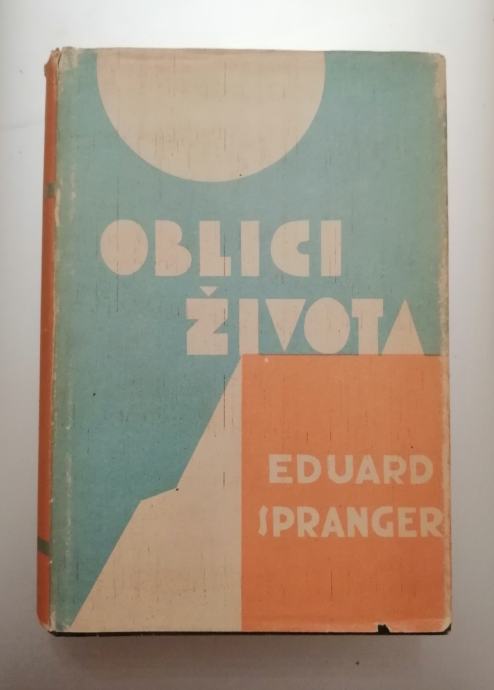 OBLICI
ŽIVOTA
EDUARD
SPRANGER